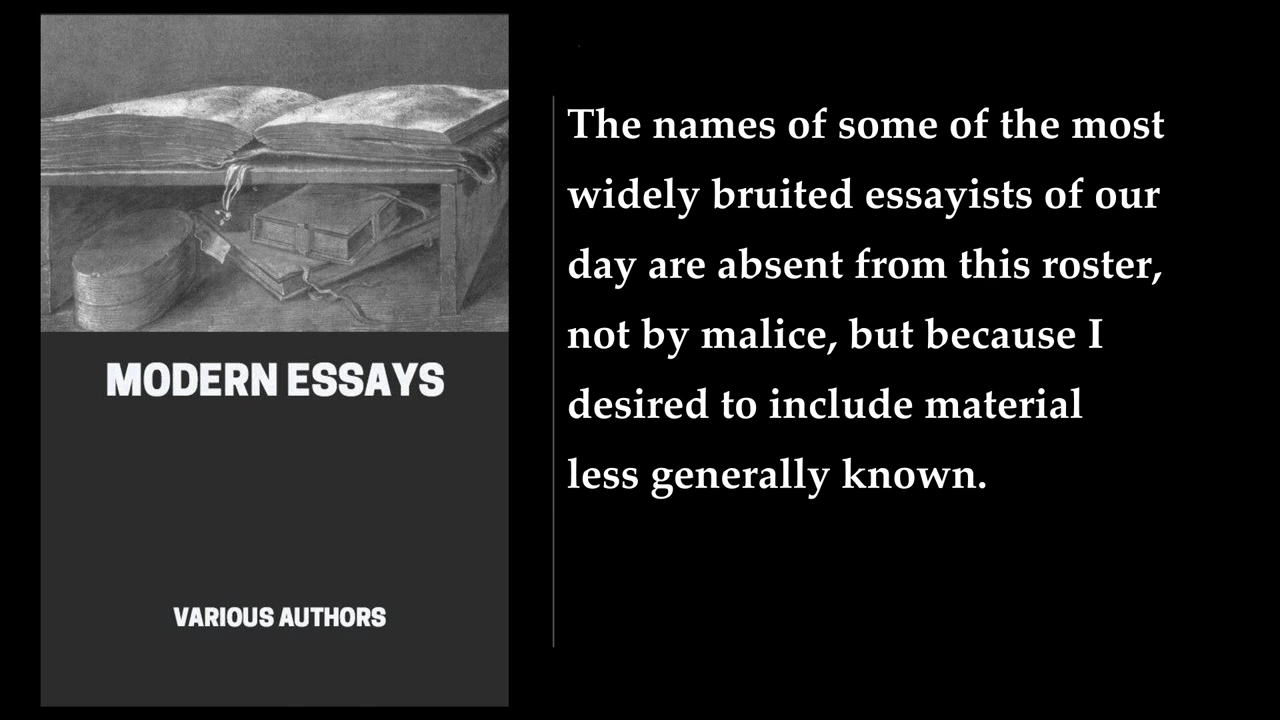 MODERN ESSAYS
VARIOUS AUTHORS
The names of some of the most
widely bruited essayists of our
day are absent from this roster,
not by malice, but because I
desired to include material
less generally known.